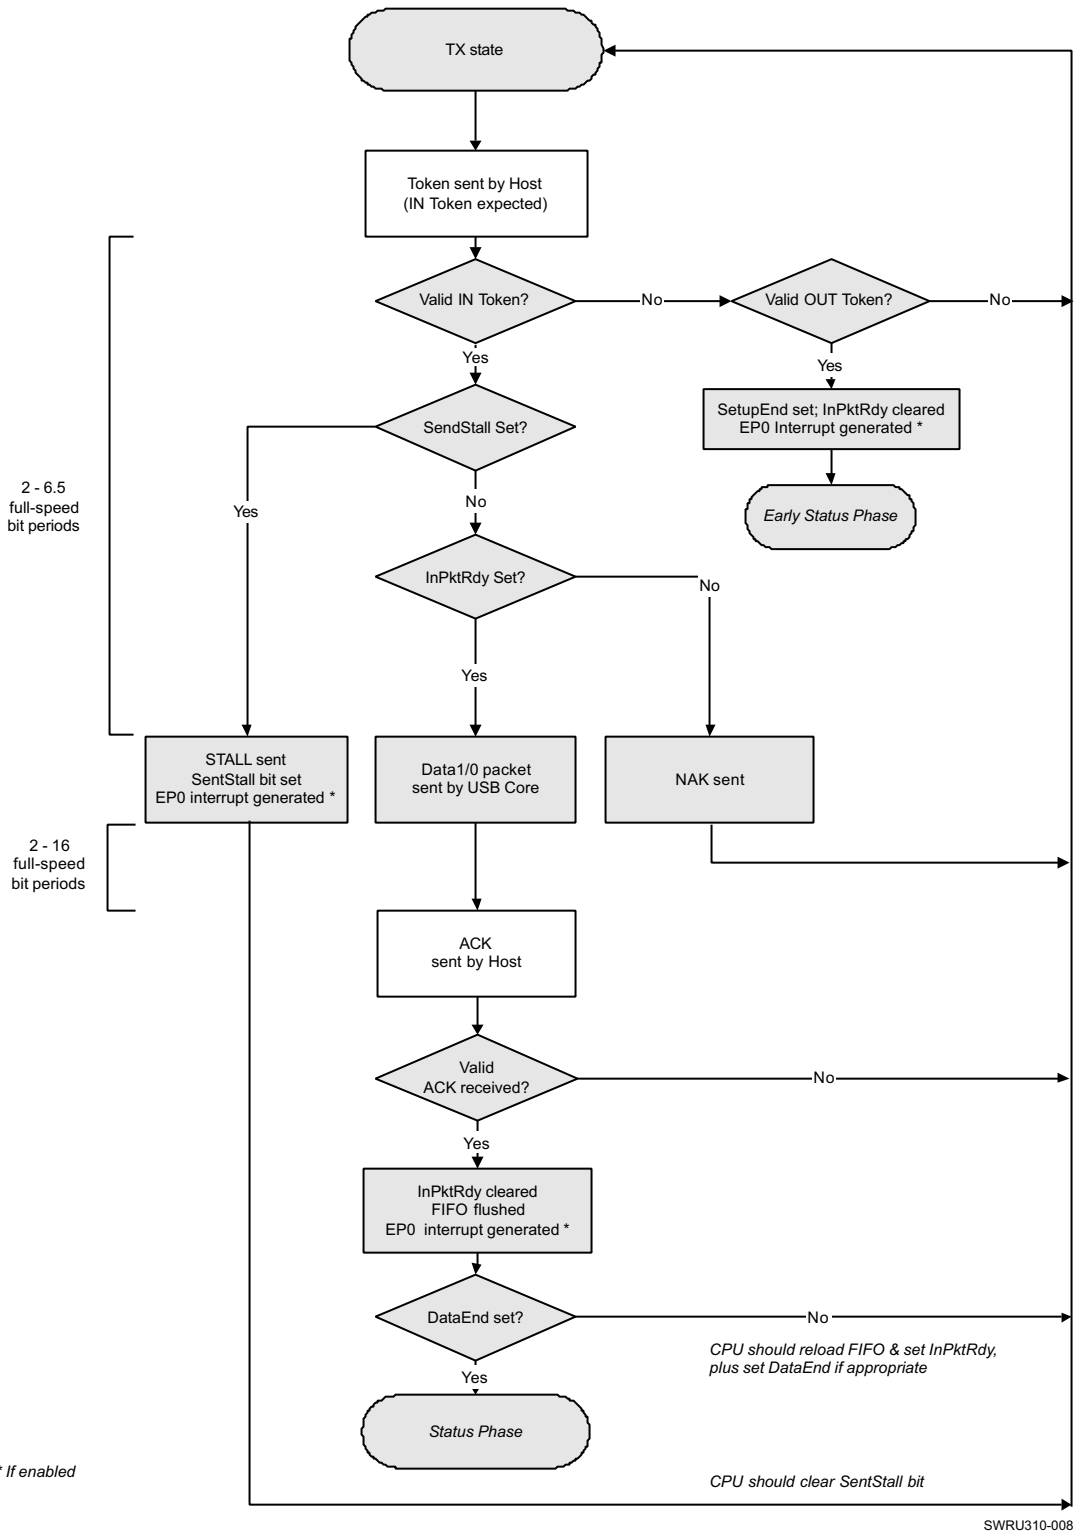 TX state
Token sent by Host
(IN Token expected)
Valid IN Token?
No
Valid OUT Token?
No
Yes
Yes
SetupEnd set; InPktRdy cleared
EP0 Interrupt generated *
SendStall Set?
2 - 6.5
full-speed
bit periods
Yes
No
Early Status Phase
InPktRdy Set?
No
Yes
STALL sent
SentStall bit set
EP0 interrupt generated *
Data1/0 packet
sent by USB Core
NAK sent
2 - 16
full-speed
bit periods
ACK
sent by Host
Valid
ACK received?
No
Yes
InPktRdy cleared
FIFO flushed
EP0 interrupt generated *
DataEnd set?
No
CPU should reload FIFO & set InPktRdy,
plus set DataEnd if appropriate
Yes
Status Phase
* If enabled
CPU should clear SentStall bit
SWRU310-008